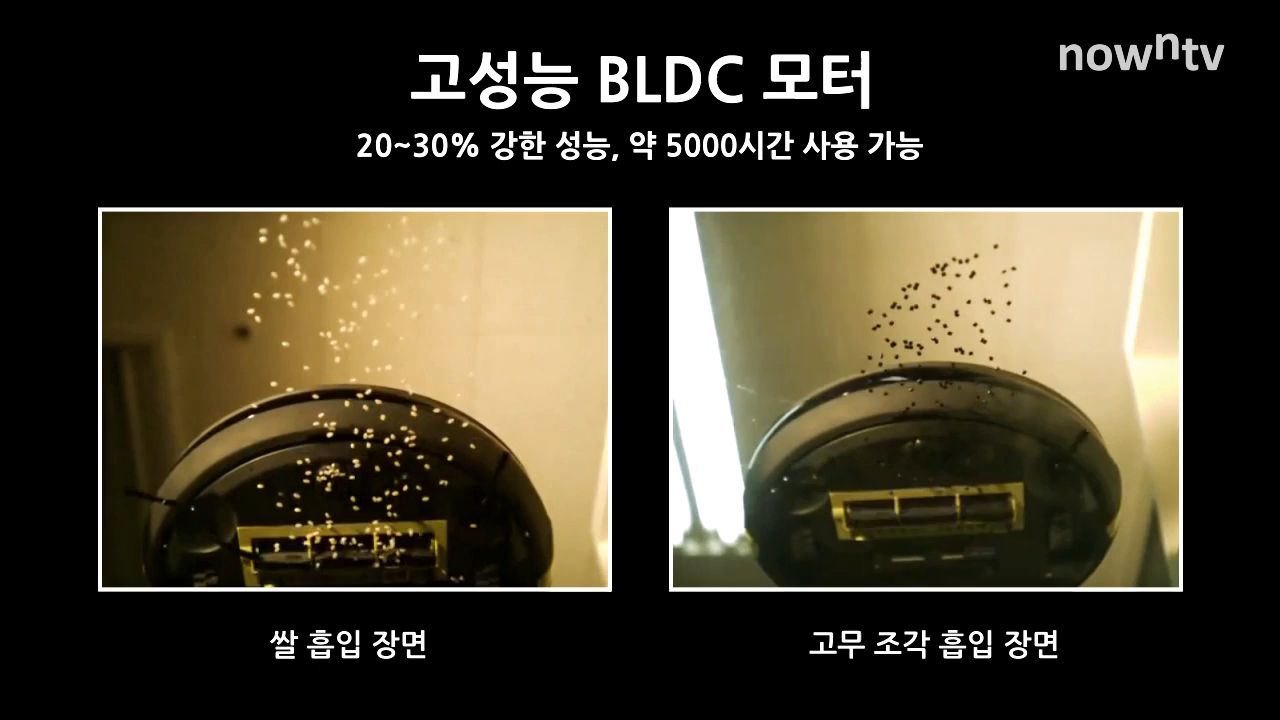 nowntv
고성능 BLDC 모터
20~30% 강한 성능, 약 5000시간 사용 가능
쌀 흡입 장면
고무 조각 흡입 장면